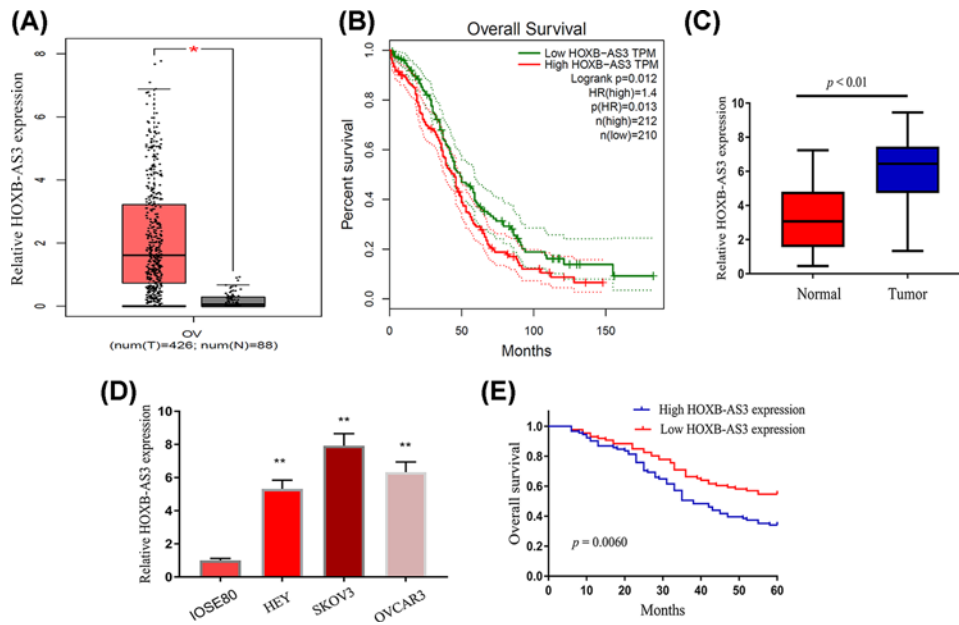 (A)
Relative HOXB-AS3 expression
8
6
4
2
0
*
OV
(num(T)=426; num(N)=88)
(B)
Overall Survival
Low HOXB−AS3 TPM
High HOXB−AS3 TPM
Logrank p=0.012
HR(high)=1.4
p(HR)=0.013
n(high)=212
n(low)=210
Percent survival
1.0
0.8
0.6
0.4
0.2
0.0
0 50 100 150
Months
(C)
p < 0.01
Relative HOXB-AS3 expression
10
8
6
4
2
0
Normal Tumor
(D)
Relative HOXB-AS3 expression
10
8
6
4
2
0
** ** **
IOSE80 HEY SKOV3 OVCAR3
(E)
High HOXB-AS3 expression
Low HOXB-AS3 expression
Overall survival
1.0
0.8
0.6
0.4
0.2
0.0
p = 0.0060
0 10 20 30 40 50 60
Months